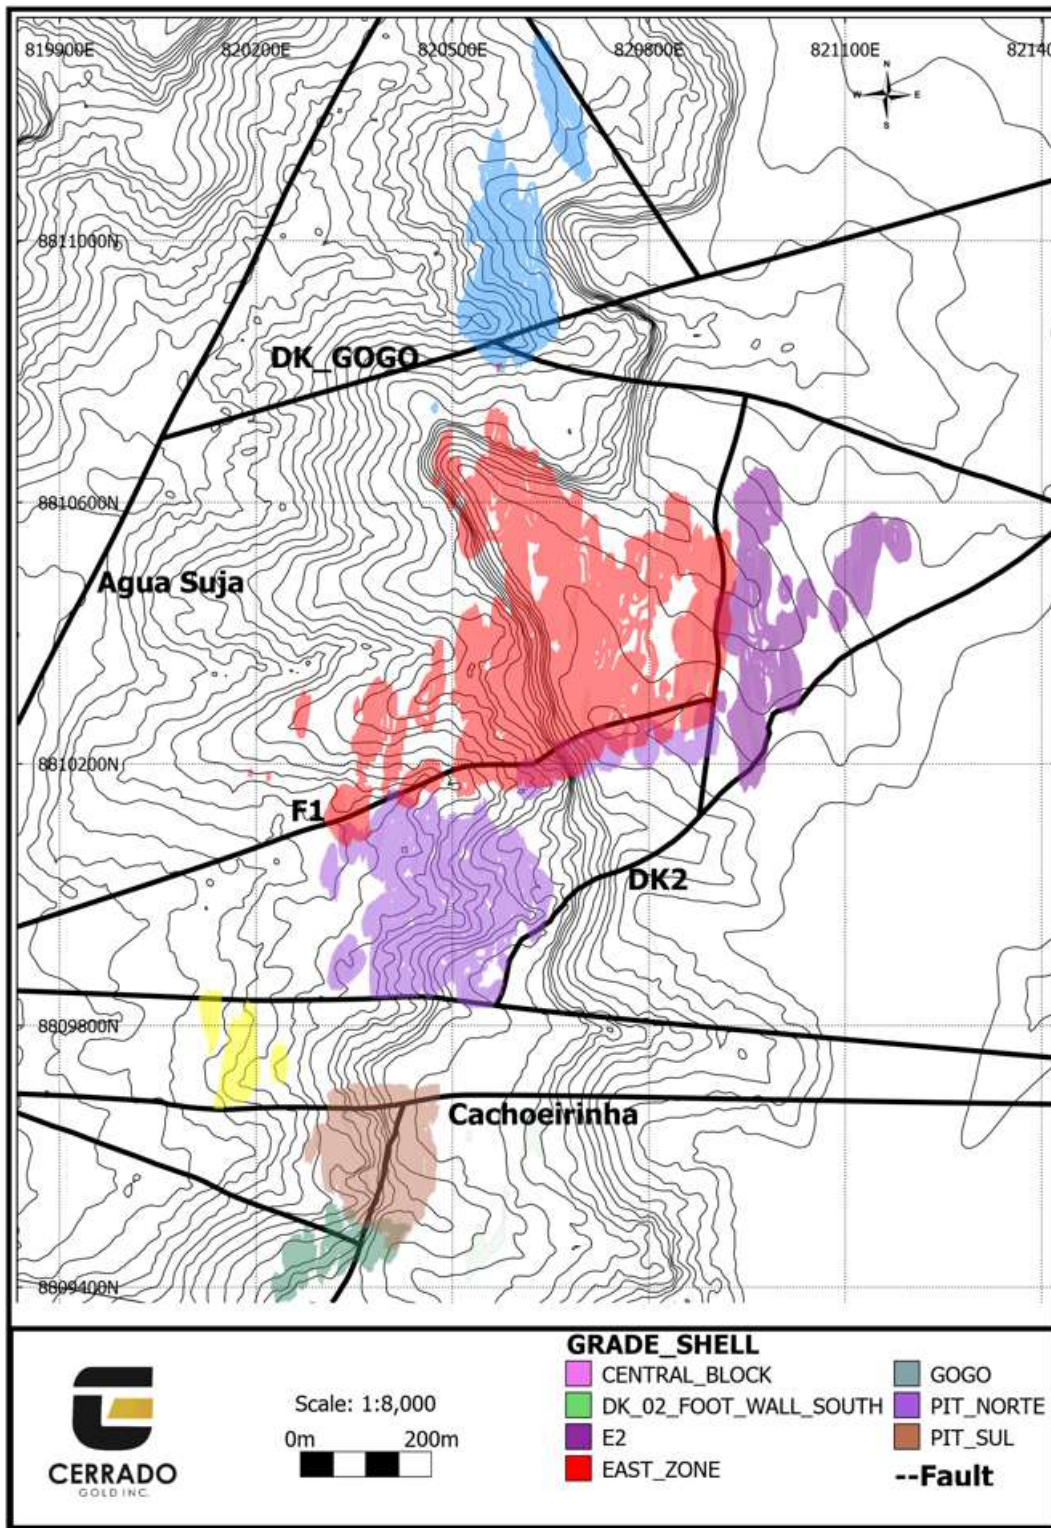 819900E 820200E 820500E 820800E 821100E 82140
N
W E
S
8811000N
DK_GOGO
8810600N
Agua Suja
8810200N
F1
DK2
8809800N
Cachoeirinha
8809400N
GRADE_SHELL
CENTRAL_BLOCK GOGO
Scale: 1:8,000
DK_02_FOOT_WALL_SOUTH PIT_NORTE
0m 200m
E2 PIT_SUL
EAST_ZONE --Fault
CERRADO
GOLD INC.